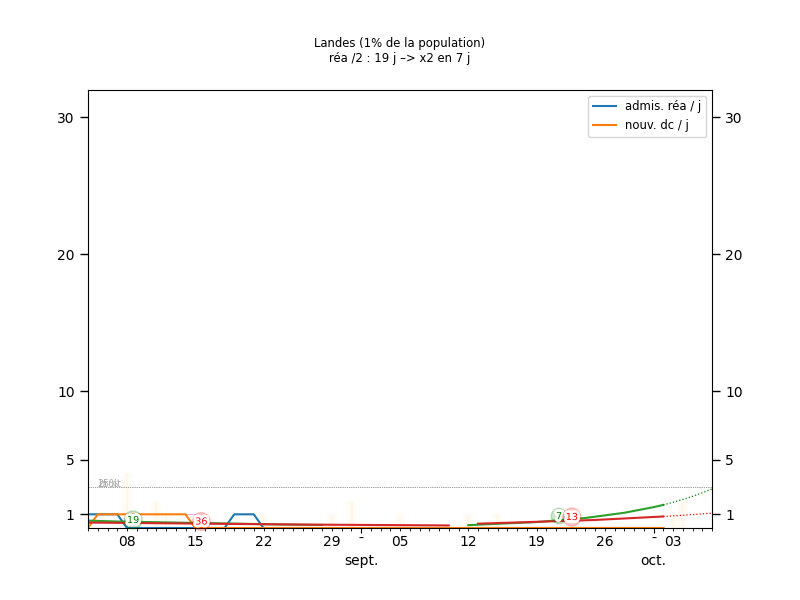 Landes (1% de la population)
réa /2 : 19 j –> x2 en 7 j
admis. réa / j
nouv. dc / j
30 30
20 20
10 10
5 5
1 1
19
36
7
13
08 15 22 29 - 05 12 19 26 - 03
sept. oct.